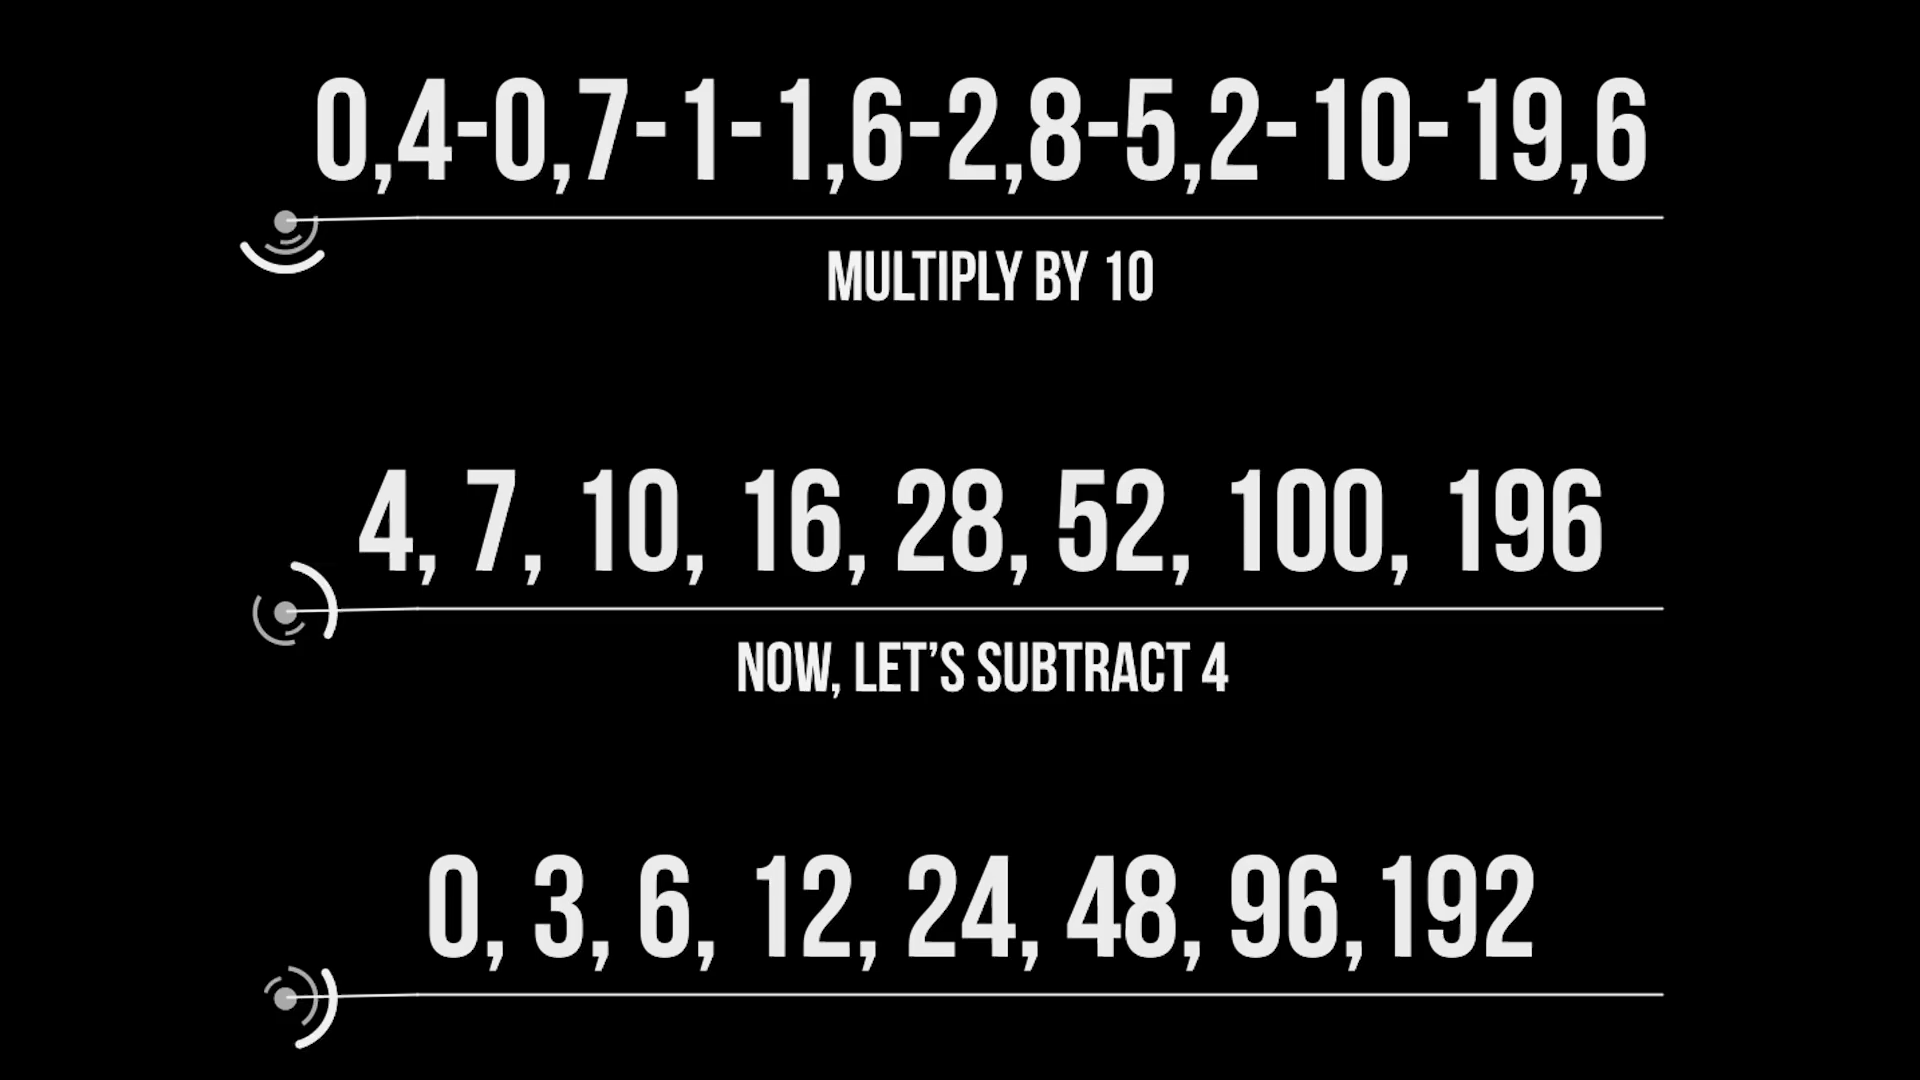 0,4-0,7-1-1,6-2,8-5,2-10-19,6
MULTIPLY BY 10
4, 7, 10, 16, 28, 52, 100, 196
NOW, LET'S SUBTRACT 4
0, 3, 6, 12, 24, 48, 96,192